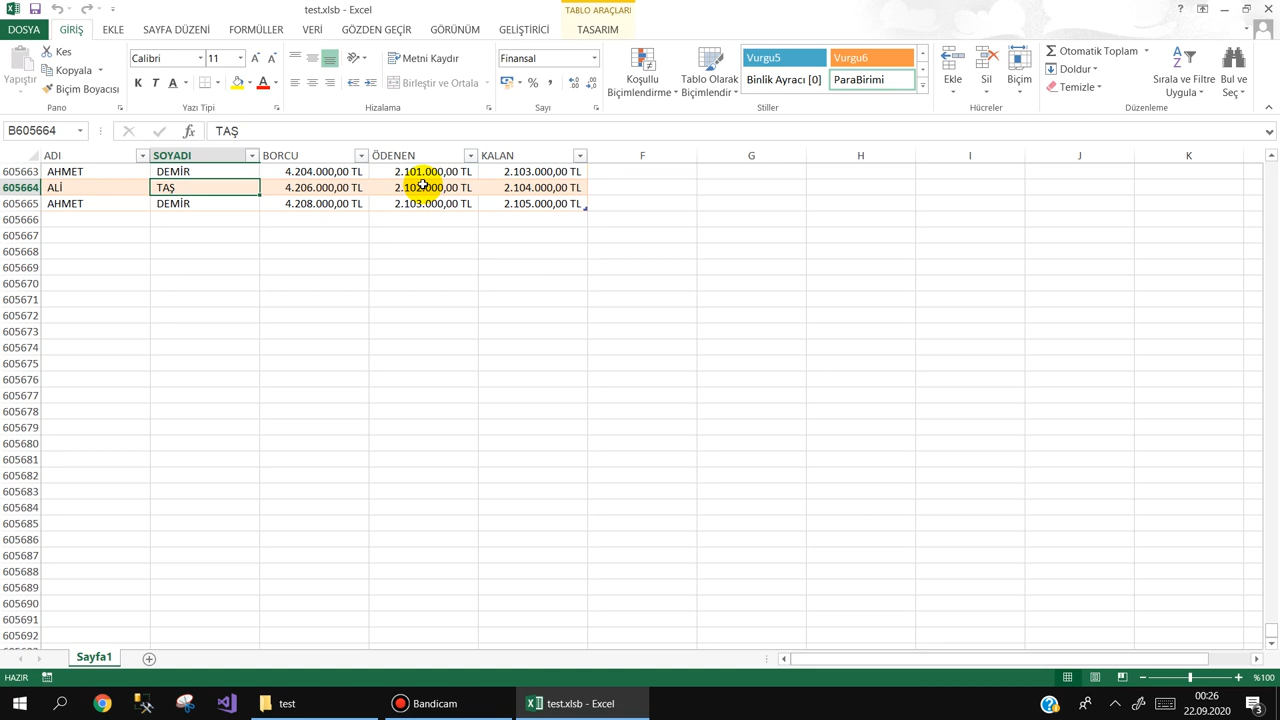 test.xlsb - Excel
TABLO ARAÇLARI
DOSYA GİRİŞ EKLE SAYFA DÜZENİ FORMÜLLER VERİ GÖZDEN GEÇİR GÖRÜNÜM GELİŞTİRİCİ TASARIM
Yapıştır
Kes
Kopyala
Biçim Boyacısı
Pano
Calibri 11
K T A
Yazı Tipi
Metni Kaydır
Birleştir ve Ortala
Hizalama
Finansal
%
Sayı
Koşullu Biçimlendirme
Tablo Olarak Biçimlendir
Vurgu5 Vurgu6
Binlik Ayracı [0] ParaBirimi
Stiller
Ekle Sil Biçim
Hücreler
Otomatik Toplam
Doldur
Temizle
Sırala ve Filtre Uygula
Bul ve Seç
Düzenleme
B605664 fx TAŞ
ADI SOYADI BORCU ÖDENEN KALAN F G H I J K
605663 AHMET DEMİR 4.204.000,00 TL 2.101.000,00 TL 2.103.000,00 TL
605664 ALİ TAŞ 4.206.000,00 TL 2.102.000,00 TL 2.104.000,00 TL
605665 AHMET DEMİR 4.208.000,00 TL 2.103.000,00 TL 2.105.000,00 TL
605666
605667
605668
605669
605670
605671
605672
605673
605674
605675
605676
605677
605678
605679
605680
605681
605682
605683
605684
605685
605686
605687
605688
605689
605690
605691
605692
Sayfa1
HAZIR %100
test Bandicam test.xlsb - Excel
00:26
22.09.2020
3